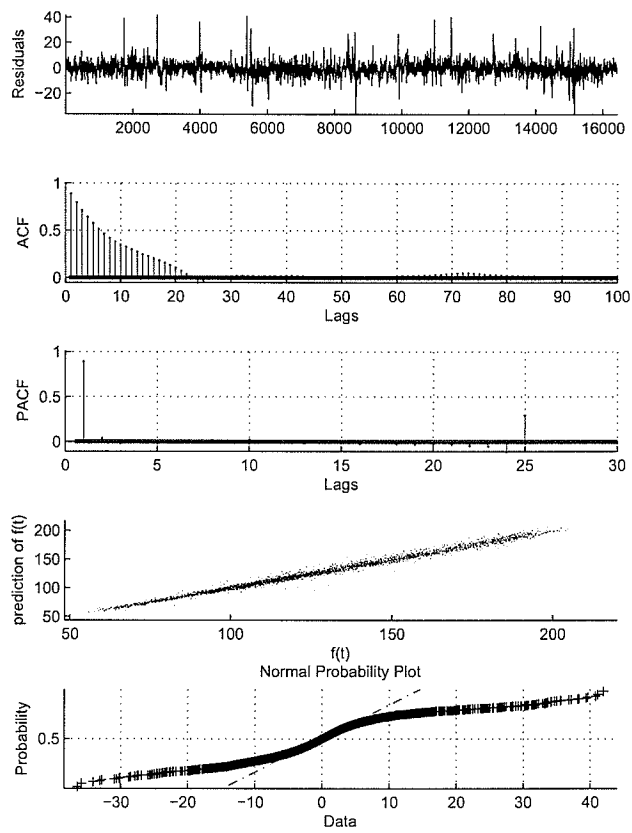 40
20
0
−20
Residuals
2000 4000 6000 8000 10000 12000 14000 16000
1
0.5
0
ACF
0 10 20 30 40 50 60 70 80 90 100
Lags
1
0.5
0
PACF
0 5 10 15 20 25 30
Lags
200
150
100
50
prediction of f(t)
50 100 150 200
f(t)
Normal Probability Plot
0.5
Probability
−30 −20 −10 0 10 20 30 40
Data